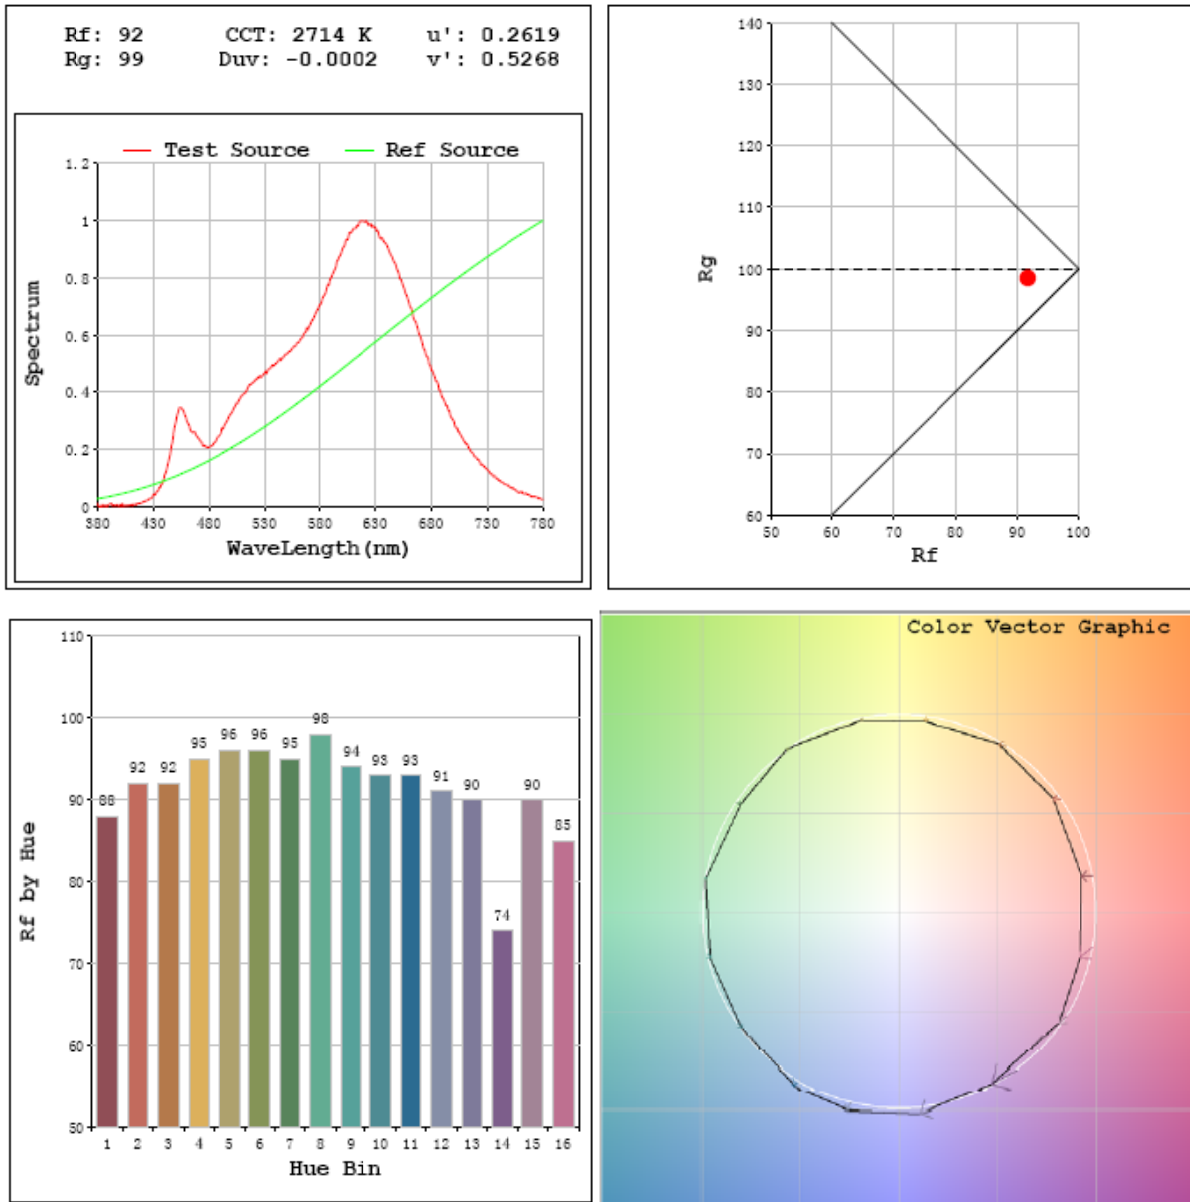 Rf: 92 CCT: 2714 K u': 0.2619
Rg: 99 Duv: -0.0002 v': 0.5268
Test Source Ref Source
1.2
1
0.8
0.6
0.4
0.2
0
Spectrum
380 430 480 530 580 630 680 730 780
WaveLength(nm)
140
130
120
110
100
90
80
70
60
Rg
50 60 70 80 90 100
Rf
110
100
90
80
70
60
50
Rf by Hue
88 92 92 95 96 96 95 98 94 93 93 91 90 74 90 85
1 2 3 4 5 6 7 8 9 10 11 12 13 14 15 16
Hue Bin
Color Vector Graphic